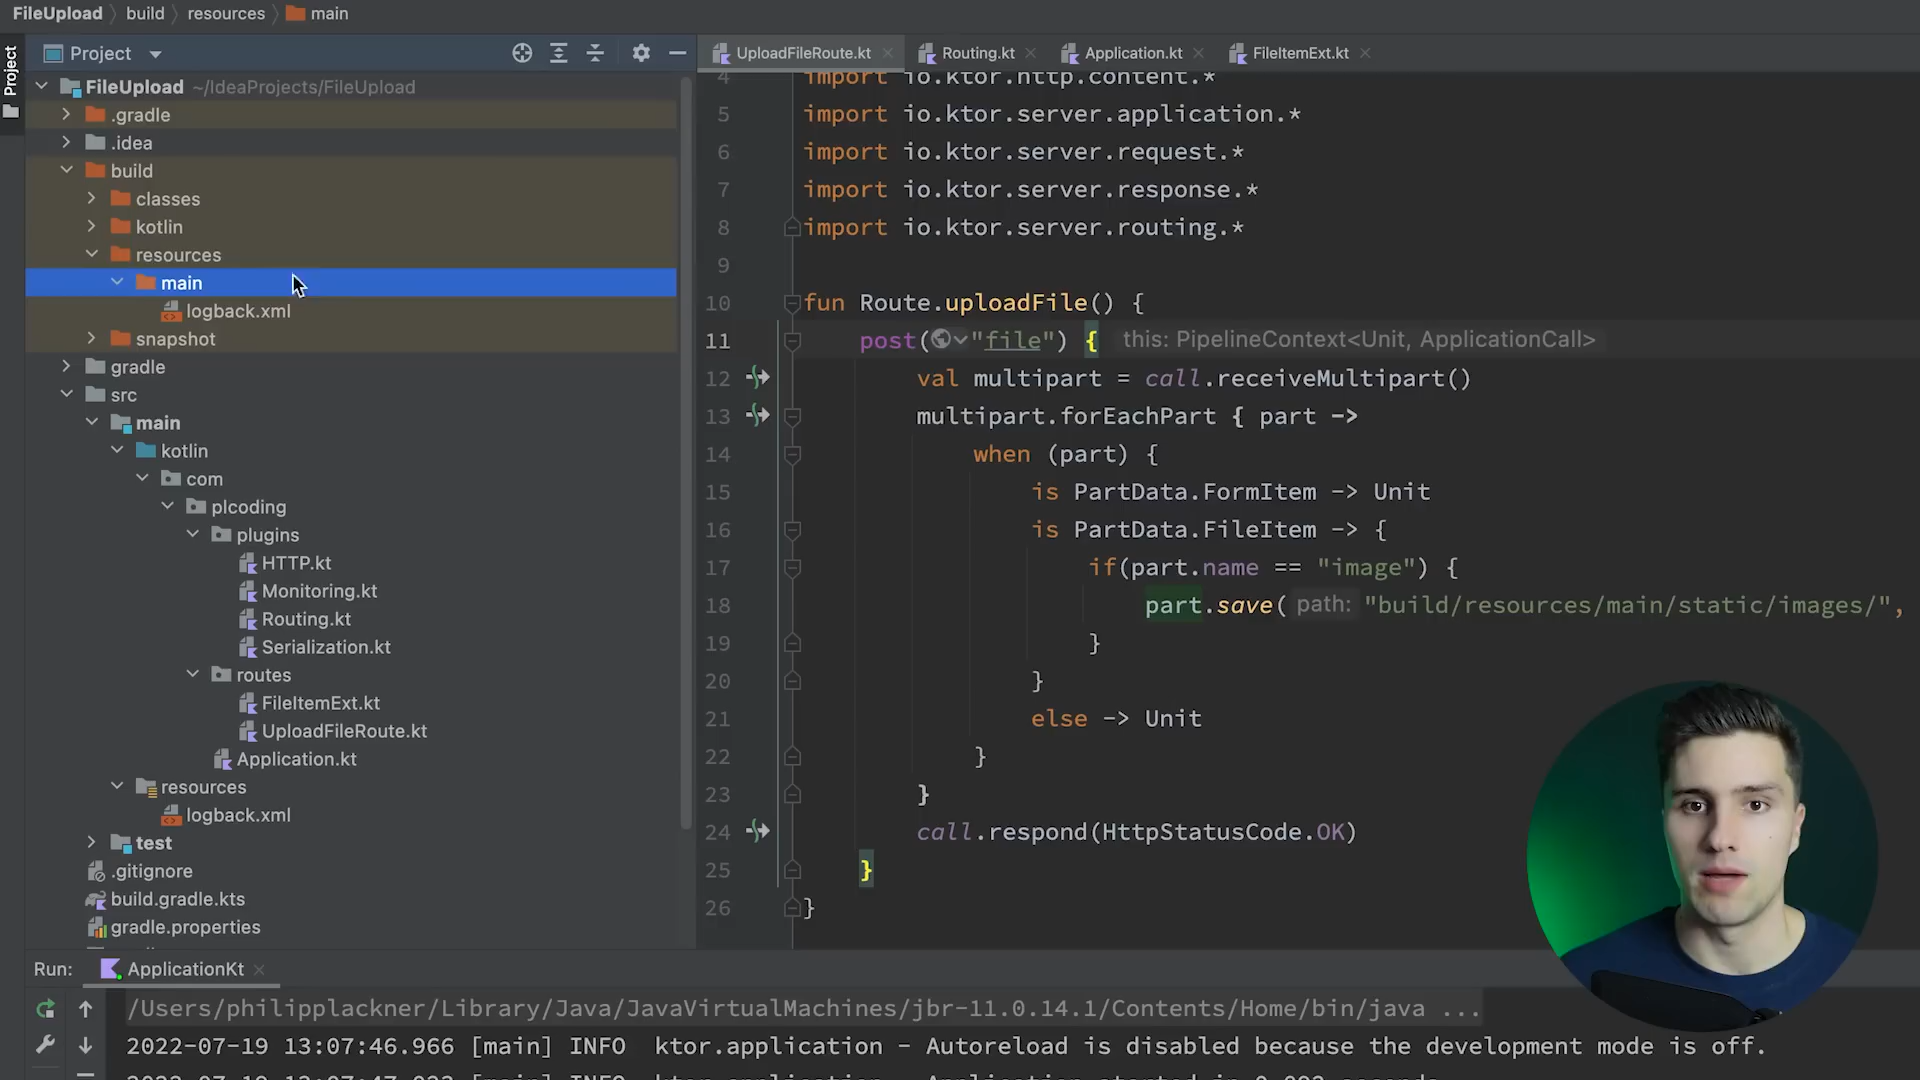 FileUpload build resources main
Project
Project
UploadFileRoute.kt
Routing.kt
Application.kt
FileItemExt.kt
FileUpload ~/IdeaProjects/FileUpload
.gradle
.idea
build
classes
kotlin
resources
main
logback.xml
snapshot
gradle
src
main
kotlin
com
plcoding
plugins
HTTP.kt
Monitoring.kt
Routing.kt
Serialization.kt
routes
FileItemExt.kt
UploadFileRoute.kt
Application.kt
resources
logback.xml
test
.gitignore
build.gradle.kts
gradle.properties
4 import io.ktor.http.content.*
5 import io.ktor.server.application.*
6 import io.ktor.server.request.*
7 import io.ktor.server.response.*
8 import io.ktor.server.routing.*
9
10 fun Route.uploadFile() {
11 post("file") { this: PipelineContext<Unit, ApplicationCall>
12 val multipart = call.receiveMultipart()
13 multipart.forEachPart { part ->
14 when (part) {
15 is PartData.FormItem -> Unit
16 is PartData.FileItem -> {
17 if(part.name == "image") {
18 part.save( path: "build/resources/main/static/images/",
19 }
20 }
21 else -> Unit
22 }
23 }
24 call.respond(HttpStatusCode.OK)
25 }
26 }
Run: ApplicationKt
/Users/philipplackner/Library/Java/JavaVirtualMachines/jbr-11.0.14.1/Contents/Home/bin/java ...
2022-07-19 13:07:46.966 [main] INFO ktor.application - Autoreload is disabled because the development mode is off.